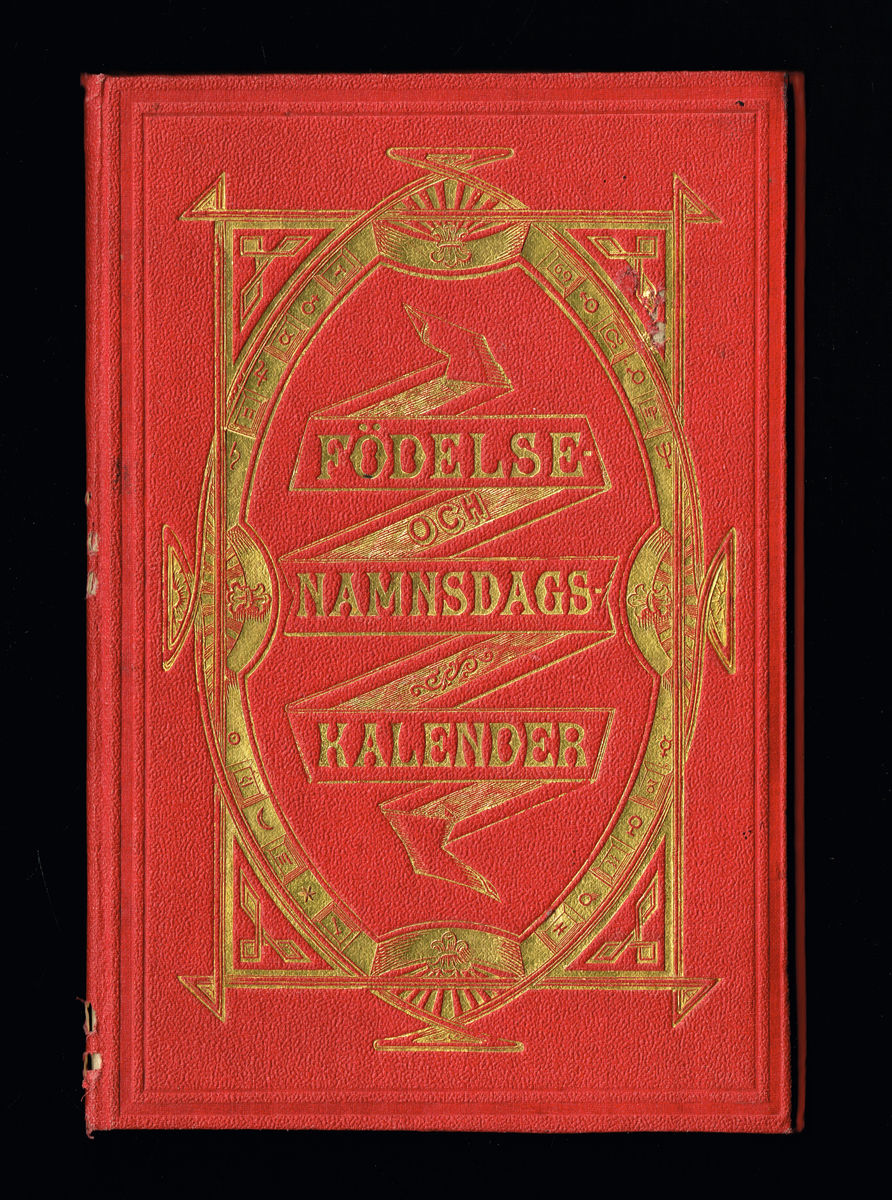 FÖDELSE-
OCH
NAMNSDAGS-
KALENDER